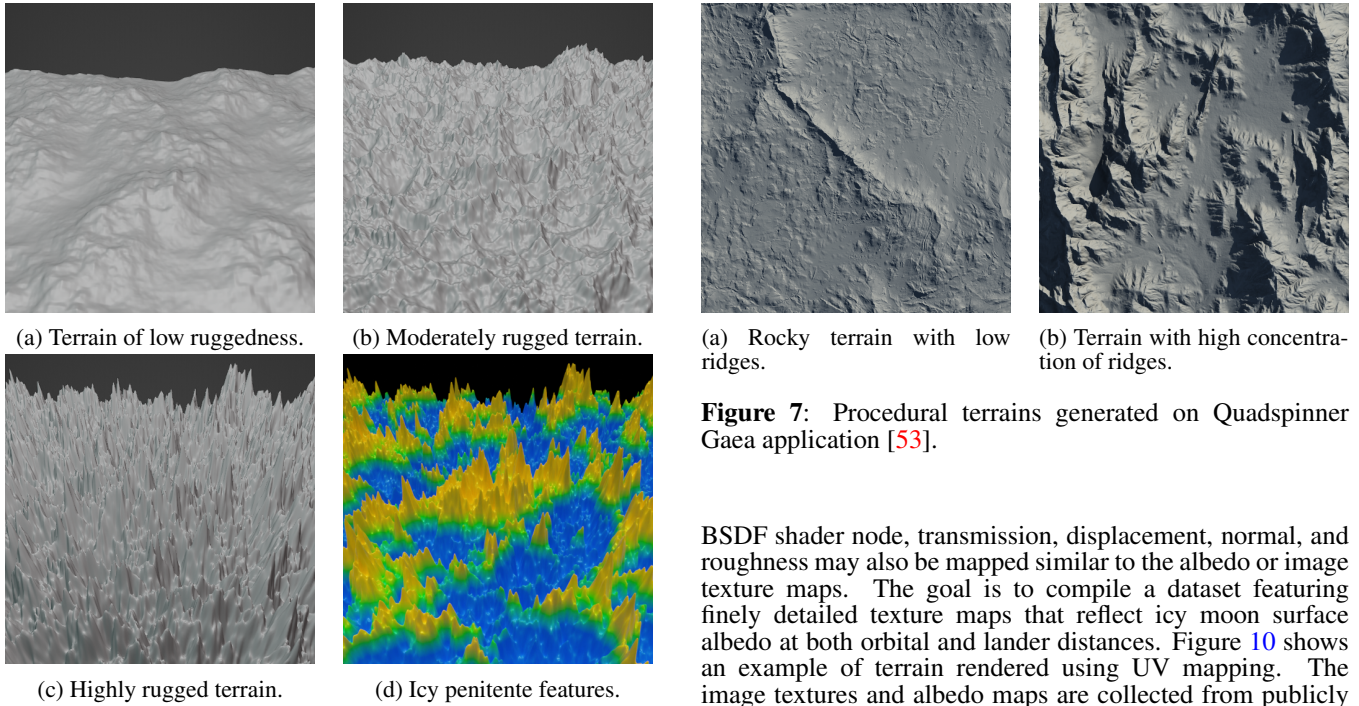 (a) Terrain of low ruggedness.
(b) Moderately rugged terrain.
(c) Highly rugged terrain.
(d) Icy penitente features.
(a) Rocky terrain with low
ridges.
(b) Terrain with high concentra-
tion of ridges.
Figure 7: Procedural terrains generated on Quadspinner
Gaea application [53].
BSDF shader node, transmission, displacement, normal, and
roughness may also be mapped similar to the albedo or image
texture maps. The goal is to compile a dataset featuring
finely detailed texture maps that reflect icy moon surface
albedo at both orbital and lander distances. Figure 10 shows
an example of terrain rendered using UV mapping. The
image textures and albedo maps are collected from publicly